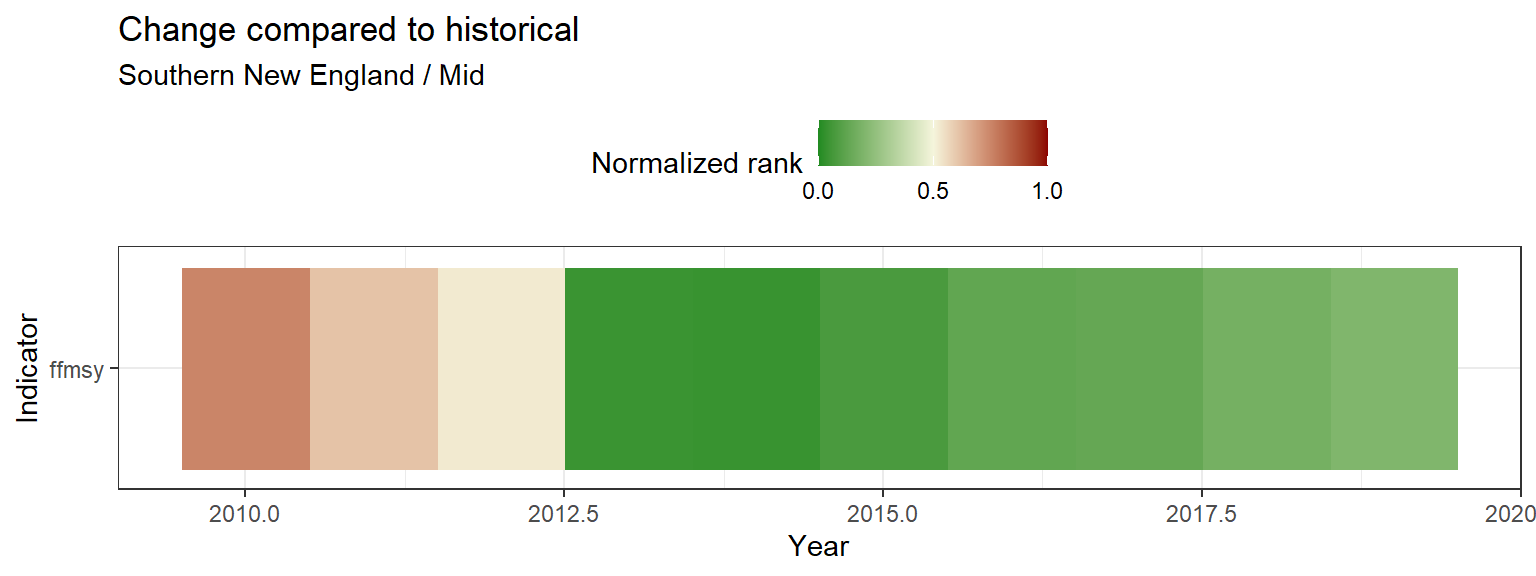 Change compared to historical
Southern New England / Mid
Normalized rank
0.0 0.5 1.0
Indicator
ffmsy
2010.0 2012.5 2015.0 2017.5 2020
Year